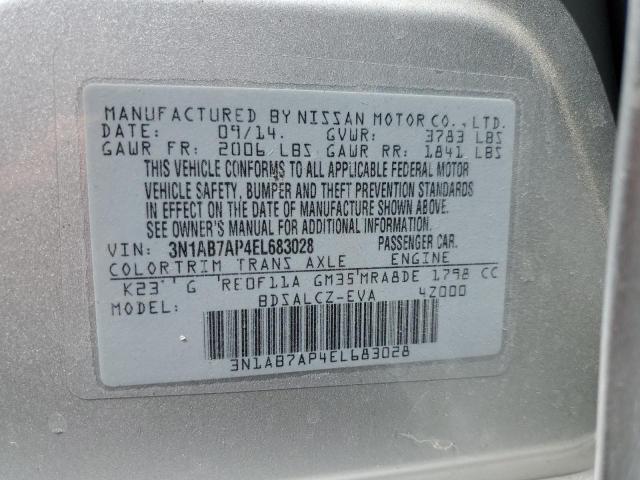 MANUFACTURED BY NISSAN MOTOR CO., LTD.
DATE: 09/14. GVWR: 3783 LBS
GAWR FR: 2006 LBS GAWR RR: 1841 LBS
THIS VEHICLE CONFORMS TO ALL APPLICABLE FEDERAL MOTOR
VEHICLE SAFETY, BUMPER AND THEFT PREVENTION STANDARDS
IN EFFECT ON THE DATE OF MANUFACTURE SHOWN ABOVE.
SEE OWNER'S MANUAL FOR ADDITIONAL INFORMATION.
VIN: 3N1AB7AP4EL683028 PASSENGER CAR.
COLOR TRIM TRANS AXLE ENGINE
K23 G RE0F11A GM35 MRA8DE 1798 CC
MODEL: BDSALCZ-EVA 4Z000
3N1AB7AP4EL683028